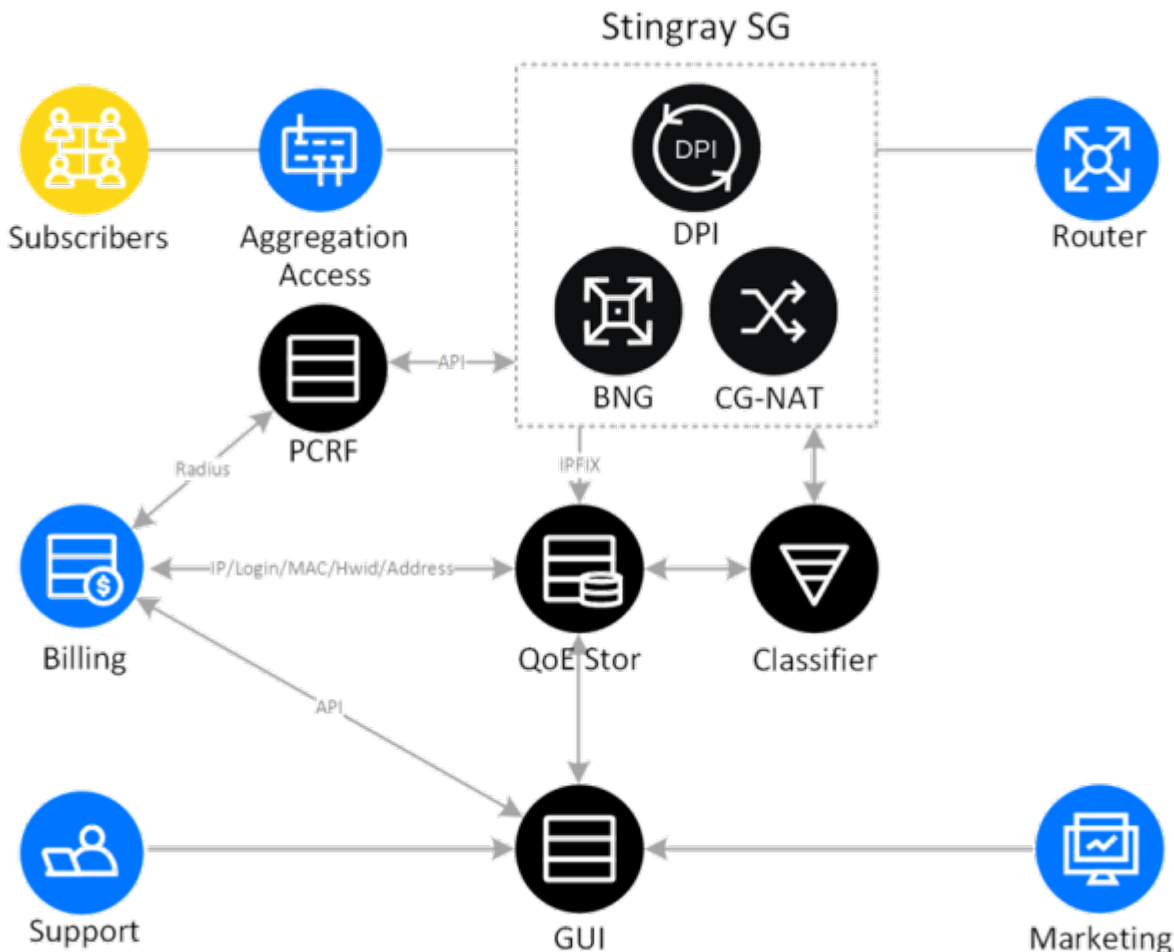 Stingray SG
DPI
Subscribers
Aggregation
Access
DPI
Router
API
BNG
CG-NAT
PCRF
Radius
IPFIX
IP/Login/MAC/Hwid/Address
$
Billing
QoE Stor
Classifier
API
Support
GUI
Marketing